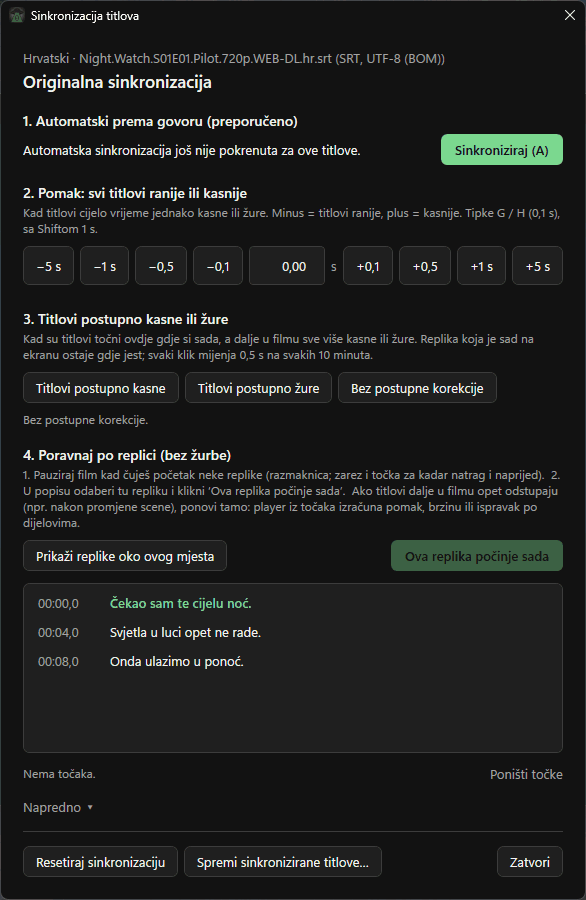 Sinkronizacija titlova
Hrvatski · Night.Watch.S01E01.Pilot.720p.WEB-DL.hr.srt (SRT, UTF-8 (BOM))
Originalna sinkronizacija
1. Automatski prema govoru (preporučeno)
Automatska sinkronizacija još nije pokrenuta za ove titlove.
Sinkroniziraj (A)
2. Pomak: svi titlovi ranije ili kasnije
Kad titlovi cijelo vrijeme jednako kasne ili žure. Minus = titlovi ranije, plus = kasnije. Tipke G / H (0,1 s),
sa Shiftom 1 s.
−5 s −1 s −0,5 −0,1 0,00 s +0,1 +0,5 +1 s +5 s
3. Titlovi postupno kasne ili žure
Kad su titlovi točni ovdje gdje si sada, a dalje u filmu sve više kasne ili žure. Replika koja je sad na
ekranu ostaje gdje jest; svaki klik mijenja 0,5 s na svakih 10 minuta.
Titlovi postupno kasne Titlovi postupno žure Bez postupne korekcije
Bez postupne korekcije.
4. Poravnaj po replici (bez žurbe)
1. Pauziraj film kad čuješ početak neke replike (razmaknica; zarez i točka za kadar natrag i naprijed).  2.
U popisu odaberi tu repliku i klikni ‘Ova replika počinje sada’.  Ako titlovi dalje u filmu opet odstupaju
(npr. nakon promjene scene), ponovi tamo: player iz točaka izračuna pomak, brzinu ili ispravak po
dijelovima.
Prikaži replike oko ovog mjesta Ova replika počinje sada
00:00,0 Čekao sam te cijelu noć.
00:04,0 Svjetla u luci opet ne rade.
00:08,0 Onda ulazimo u ponoć.
Nema točaka. Poništi točke
Napredno ▾
Resetiraj sinkronizaciju Spremi sinkronizirane titlove... Zatvori